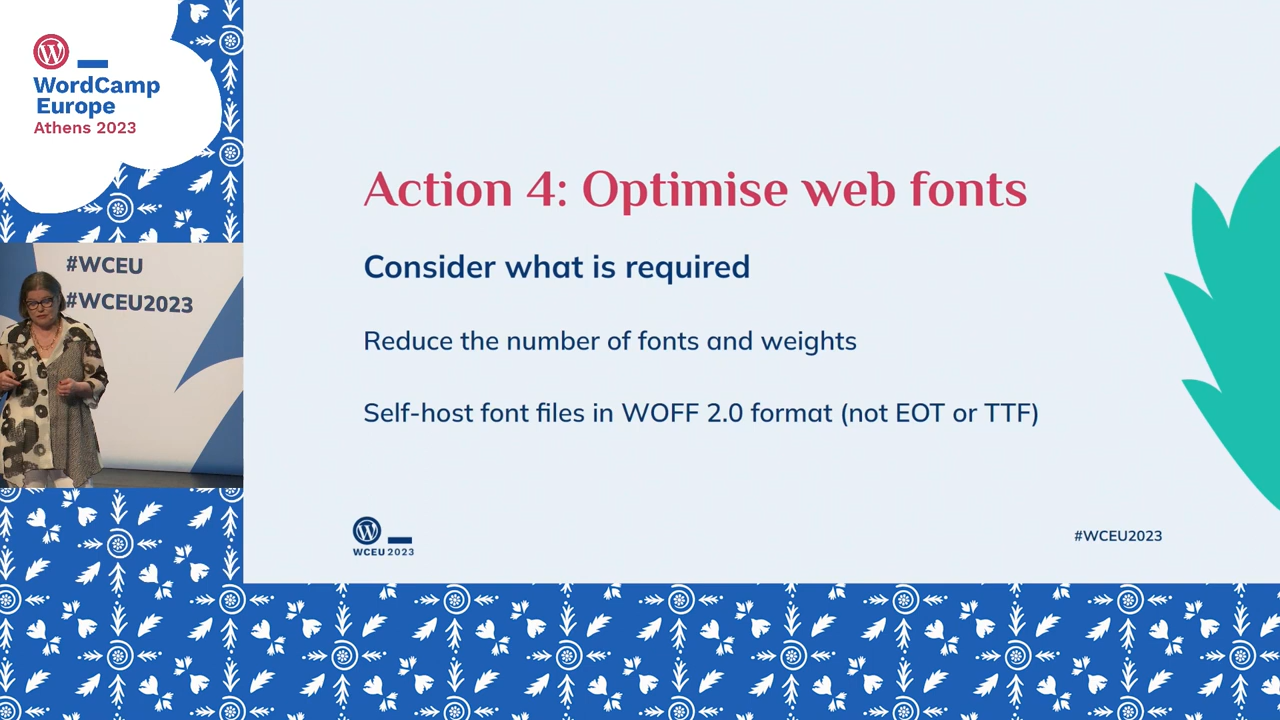 WordCamp
Europe
Athens 2023
#WCEU
#WCEU2023
Action 4: Optimise web fonts
Consider what is required
Reduce the number of fonts and weights
Self-host font files in WOFF 2.0 format (not EOT or TTF)
WCEU 2023
#WCEU2023